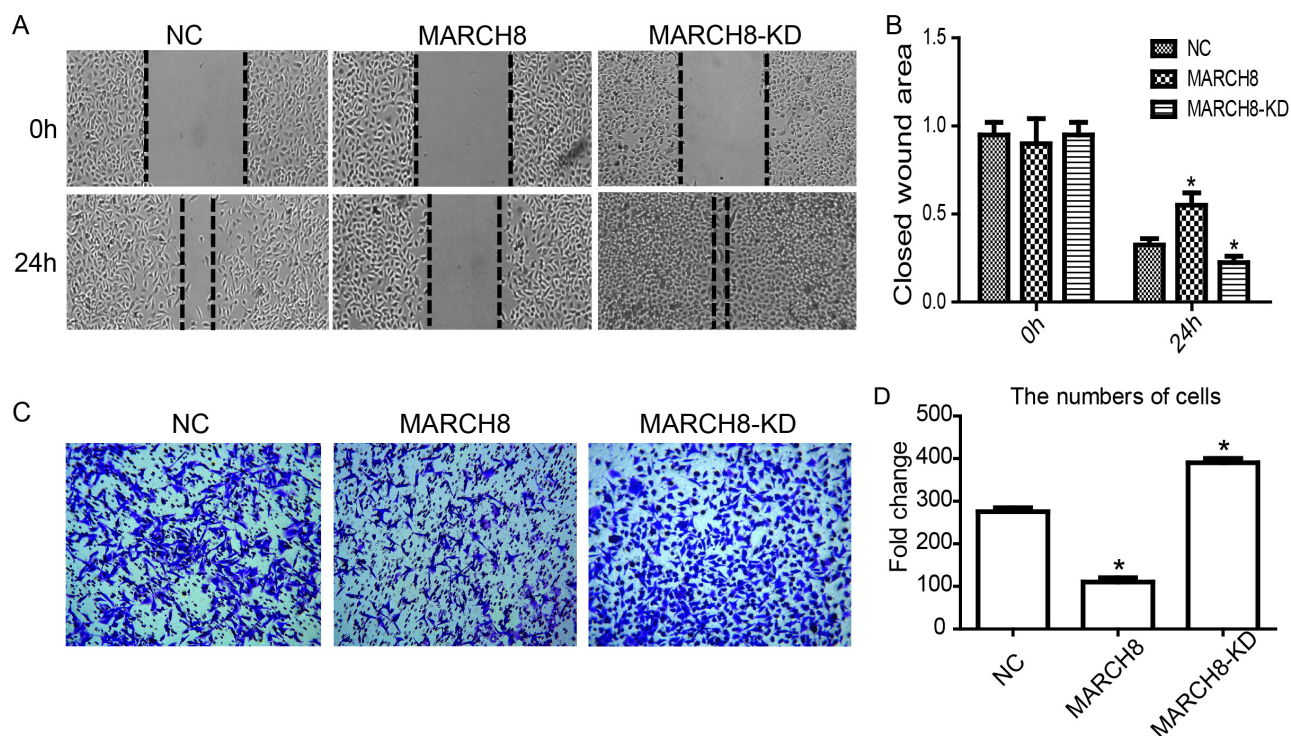 A
NC
MARCH8
MARCH8-KD
0h
24h
B
1.5
1.0
0.5
0.0
Closed wound area
NC
MARCH8
MARCH8-KD
*
*
0h
24h
C
NC
MARCH8
MARCH8-KD
D
The numbers of cells
500
400
300
200
100
0
Fold change
*
*
NC
MARCH8
MARCH8-KD